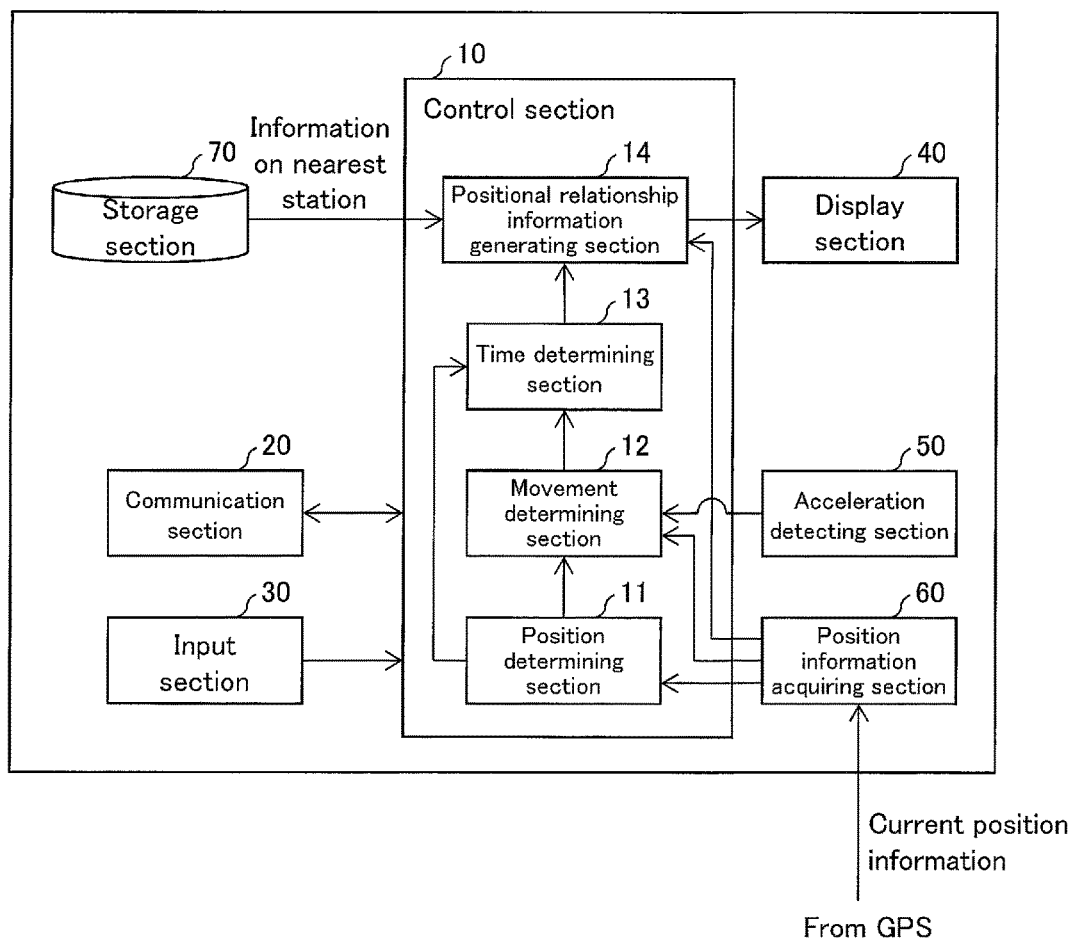 10
Control section
Information
on nearest
station
70
Storage
section
14
Positional relationship
information
generating section
40
Display
section
13
Time determining
section
20
Communication
section
12
Movement
determining
section
50
Acceleration
detecting section
30
Input
section
11
Position
determining
section
60
Position
information
acquiring section
Current position
information
From GPS